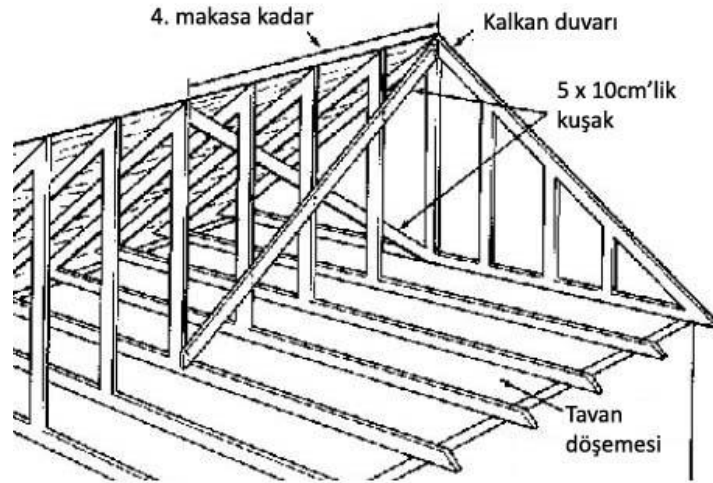 4. makasa kadar
Kalkan duvarı
5 x 10cm'lik
kuşak
Tavan
döşemesi